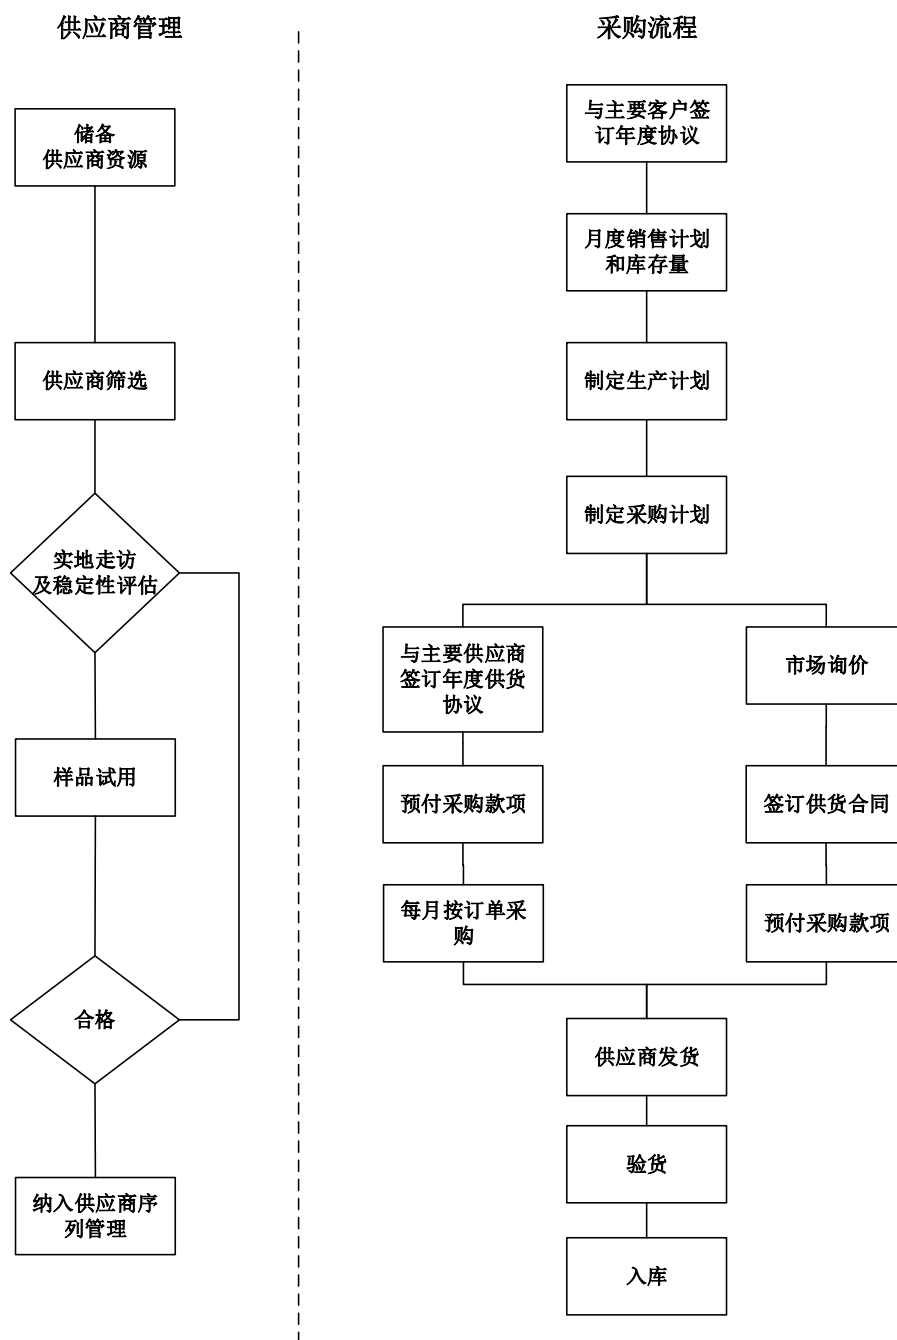 供应商管理
储备
供应商资源
供应商筛选
实地走访
及稳定性评估
样品试用
合格
纳入供应商序
列管理
采购流程
与主要客户签
订年度协议
月度销售计划
和库存量
制定生产计划
制定采购计划
与主要供应商
签订年度供货
协议
预付采购款项
每月按订单采
购
市场询价
签订供货合同
预付采购款项
供应商发货
验货
入库